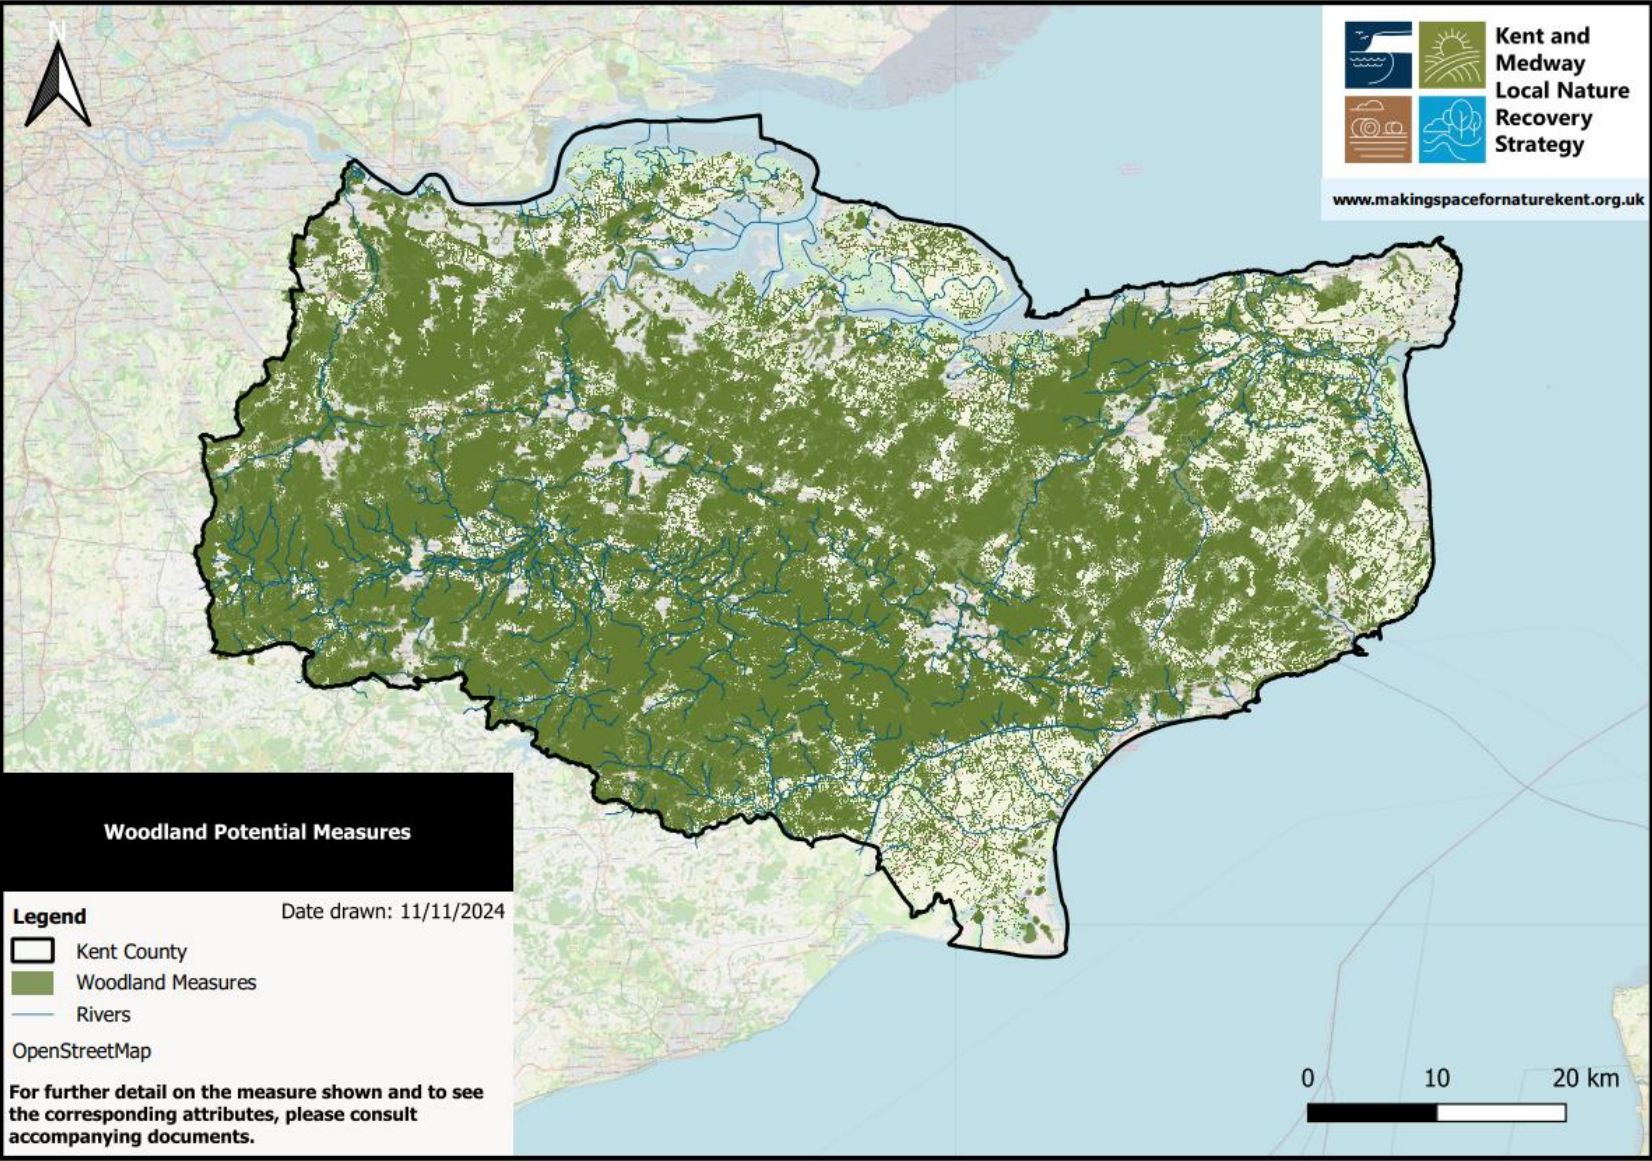 N
Kent and
Medway
Local Nature
Recovery
Strategy
www.makingspacefornaturekent.org.uk
Woodland Potential Measures
Legend
Date drawn: 11/11/2024
Kent County
Woodland Measures
Rivers
OpenStreetMap
For further detail on the measure shown and to see
the corresponding attributes, please consult
accompanying documents.
0 10 20 km